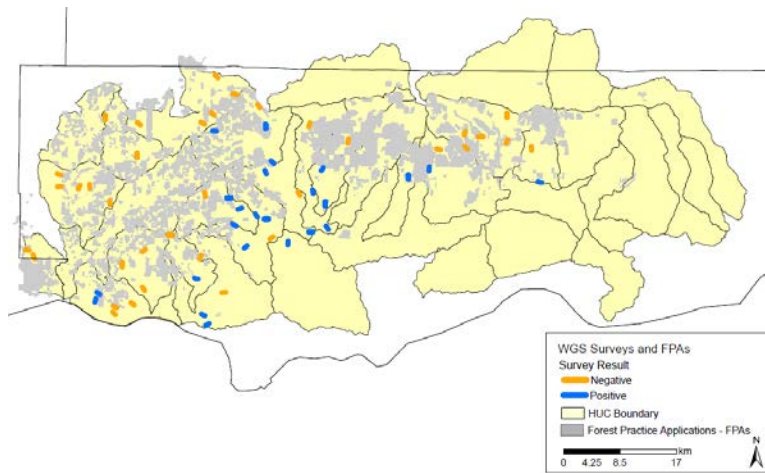 WGS Surveys and FPAs
Survey Result
Negative
Positive
HUC Boundary
Forest Practice Applications - FPAs
km
0 4.25 8.5 17
N